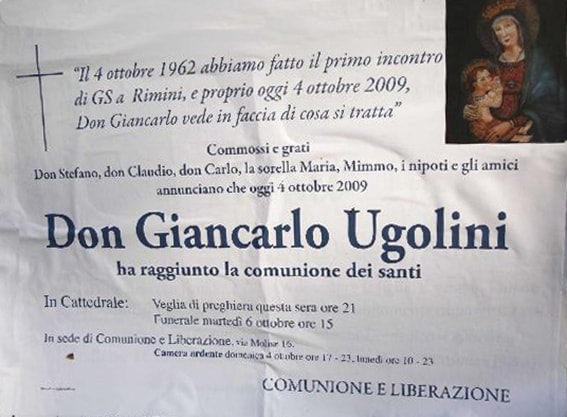 "Il 4 ottobre 1962 abbiamo fatto il primo incontro
di GS a Rimini, e proprio oggi 4 ottobre 2009,
Don Giancarlo vede in faccia di cosa si tratta"
Commossi e grati
Don Stefano, don Claudio, don Carlo, la sorella Maria, Mimmo, i nipoti e gli amici
annunciano che oggi 4 ottobre 2009
Don Giancarlo Ugolini
ha raggiunto la comunione dei santi
In Cattedrale: Veglia di preghiera questa sera ore 21
Funerale martedì 6 ottobre ore 15
In sede di Comunione e Liberazione, via 16,
Camera ardente domenica 4 ottobre ore 17 - 23, lunedì ore 10 - 23
COMUNIONE E LIBERAZIONE